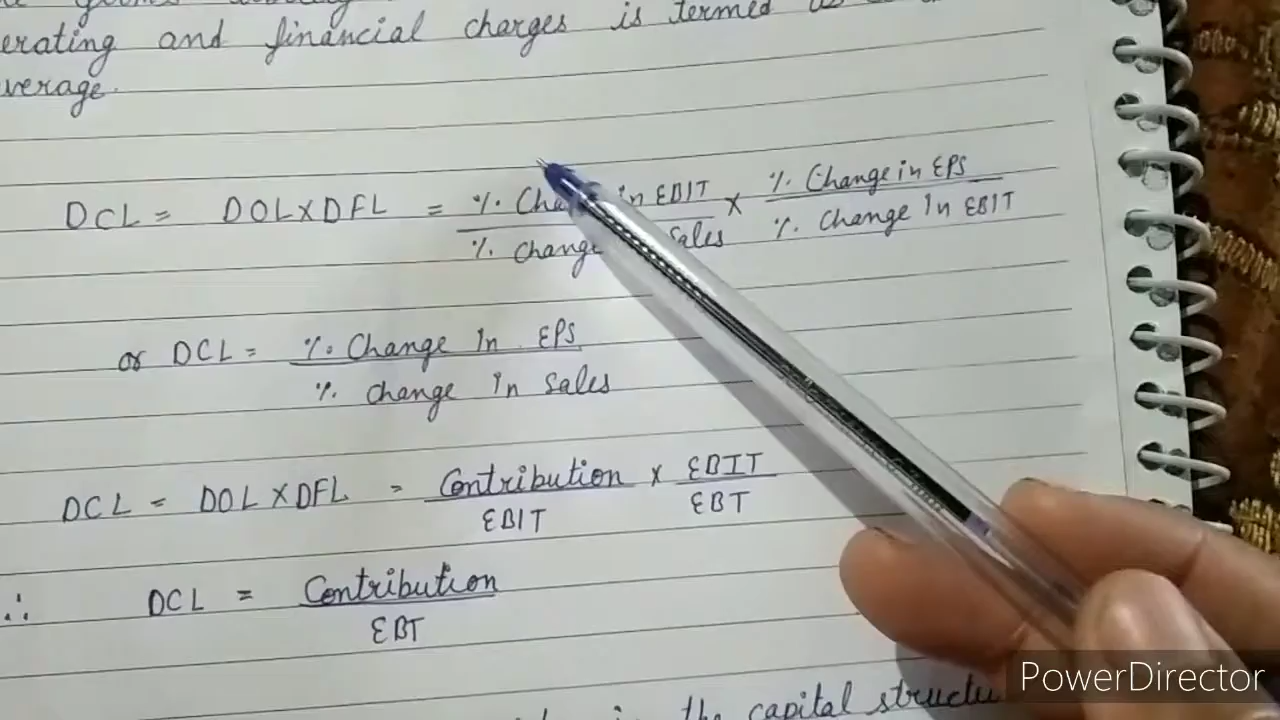 erating and financial charges is termed
verage.
DCL = DOL X DFL = % Change in EBIT / % Change Sales X % Change in EPS / % Change In EBIT
or DCL = % Change In EPS / % change in Sales
DCL = DOL X DFL = Contribution / EBIT X EBIT / EBT
∴ DCL = Contribution / EBT
in the capital structu
PowerDirector